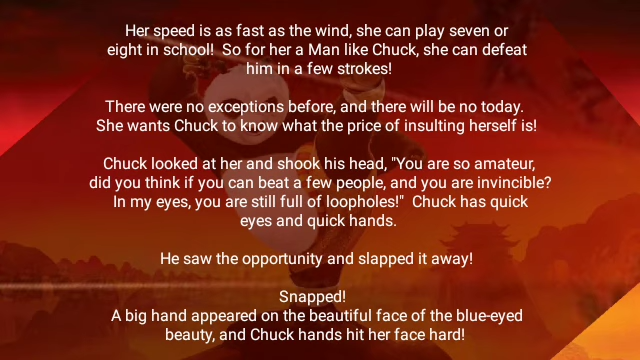 Her speed is as fast as the wind, she can play seven or
eight in school!  So for her a Man like Chuck, she can defeat
him in a few strokes!
There were no exceptions before, and there will be no today.
She wants Chuck to know what the price of insulting herself is!
Chuck looked at her and shook his head, "You are so amateur,
did you think if you can beat a few people, and you are invincible?
In my eyes, you are still full of loopholes!"  Chuck has quick
eyes and quick hands.
He saw the opportunity and slapped it away!
Snapped!
A big hand appeared on the beautiful face of the blue-eyed
beauty, and Chuck hands hit her face hard!